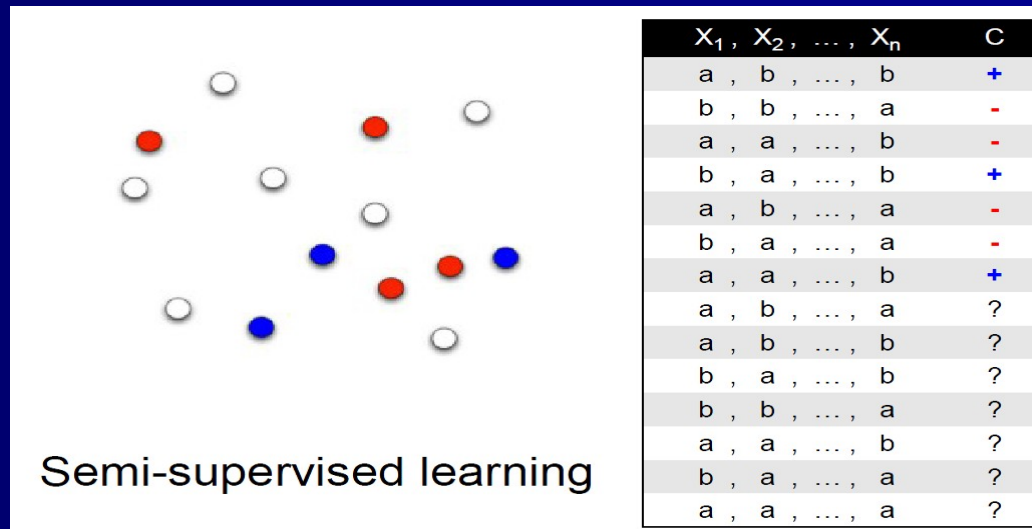 X₁ , X₂ , ... , Xₙ C
a , b , ... , b +
b , b , ... , a -
a , a , ... , b -
b , a , ... , b +
a , b , ... , a -
b , a , ... , a -
a , a , ... , b +
a , b , ... , a ?
a , b , ... , b ?
b , a , ... , b ?
b , b , ... , a ?
a , a , ... , b ?
b , a , ... , a ?
a , a , ... , a ?
Semi-supervised learning